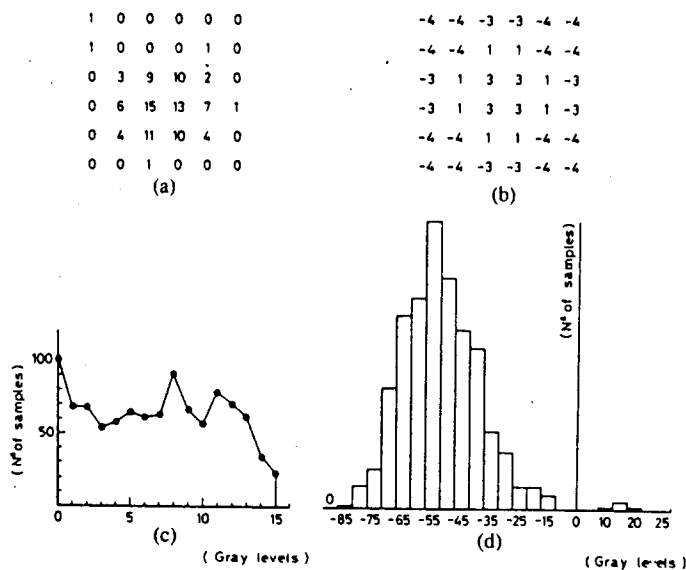 1 0 0 0 0 0
1 0 0 0 1 0
0 3 9 10 2 0
0 6 15 13 7 1
0 4 11 10 4 0
0 0 1 0 0 0
(a)
-4 -4 -3 -3 -4 -4
-4 -4 1 1 -4 -4
-3 1 3 3 1 -3
-3 1 3 3 1 -3
-4 -4 1 1 -4 -4
-4 -4 -3 -3 -4 -4
(b)
(Nº of samples)
100
50
0 5 10 15
(c)
(Gray levels)
(Nº of samples)
0
-85 -75 -65 -55 -45 -35 -25 -15 0 10 15 25
(d)
(Gray levels)